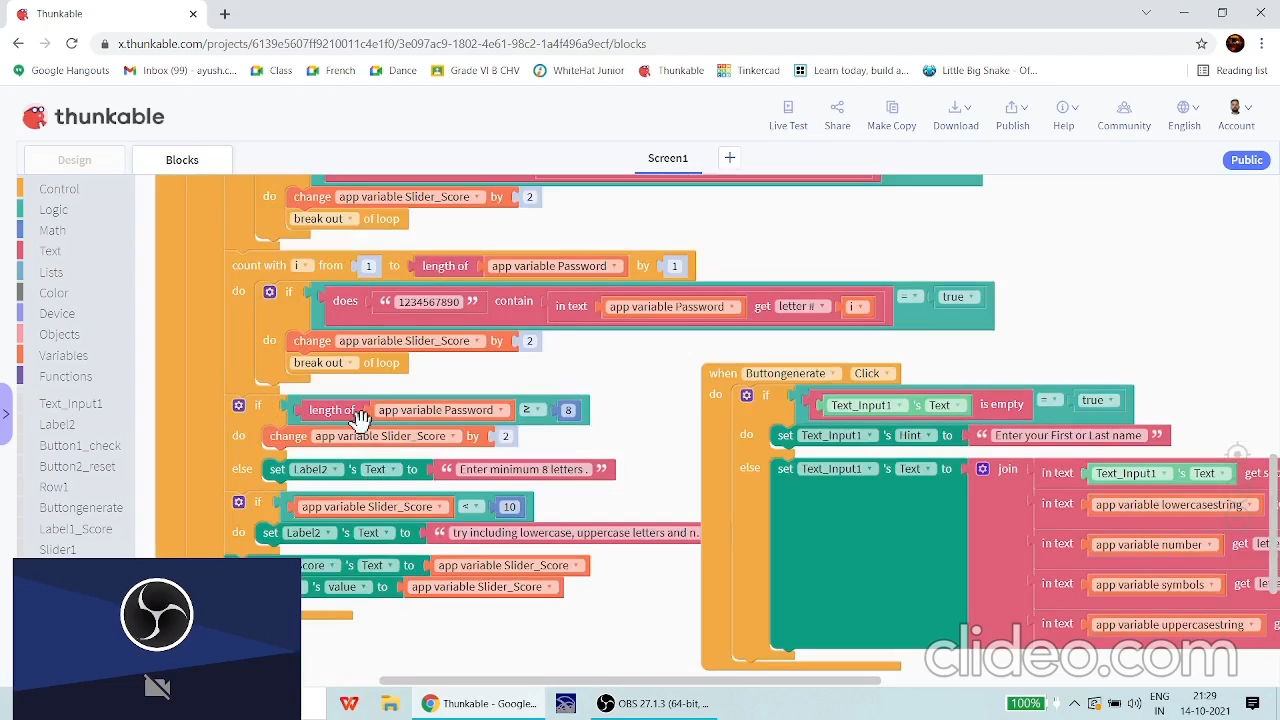 Thunkable
x.thunkable.com/projects/6139e5607ff9210011c4e1f0/3e097ac9-1802-4e61-98c2-1a4f496a9ecf/blocks
Google Hangouts
Inbox (99) - ayush.c...
Class
French
Dance
Grade VI B CHV
WhiteHat Junior
Thunkable
Tinkercad
Learn today, build a...
Little Big Snake - Of...
Reading list
thunkable
Live Test
Share
Make Copy
Download
Publish
Help
Community
English
Account
Design
Blocks
Screen1
Public
Control
Logic
Math
Text
Lists
Color
Device
Objects
Variables
Functions
Text_Input1
Label2
Button1_check
Button2_reset
Row1
Buttongenerate
Label1_Score
Slider1
do change app variable Slider_Score by 2
break out of loop
count with i from 1 to length of app variable Password by 1
do if does “ 1234567890 ” contain in text app variable Password get letter # i = true
do change app variable Slider_Score by 2
break out of loop
if length of app variable Password ≥ 8
do change app variable Slider_Score by 2
else set Label2 's Text to “ Enter minimum 8 letters . ”
if app variable Slider_Score < 10
do set Label2 's Text to “ try including lowercase, uppercase letters and n...
core 's Text to app variable Slider_Score
's value to app variable Slider_Score
when Buttongenerate Click
do if Text_Input1 's Text is empty = true
do set Text_Input1 's Hint to “ Enter your First or Last name ”
else set Text_Input1 's Text to join in text Text_Input1 's Text get s
in text app variable lowercasestring
in text app variable number get lette
in text app variable symbols get le
in text app variable uppercasestring
clideo.com
Thunkable - Google...
OBS 27.1.3 (64-bit, ...
100%
ENG
IN
21:29
14-10-2021